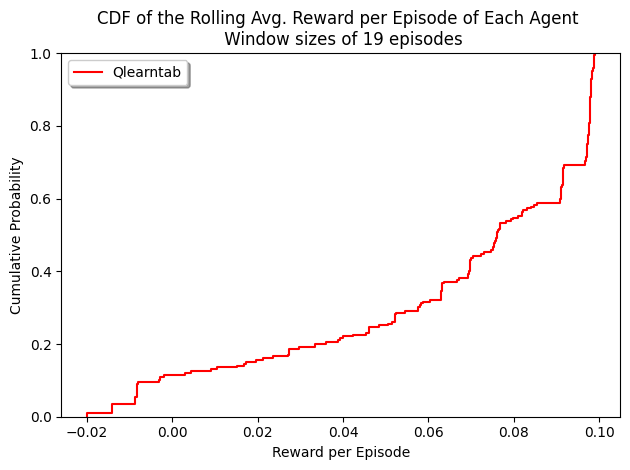 CDF of the Rolling Avg. Reward per Episode of Each Agent
Window sizes of 19 episodes
Qlearntab
Cumulative Probability
1.0
0.8
0.6
0.4
0.2
0.0
−0.02 0.00 0.02 0.04 0.06 0.08 0.10
Reward per Episode